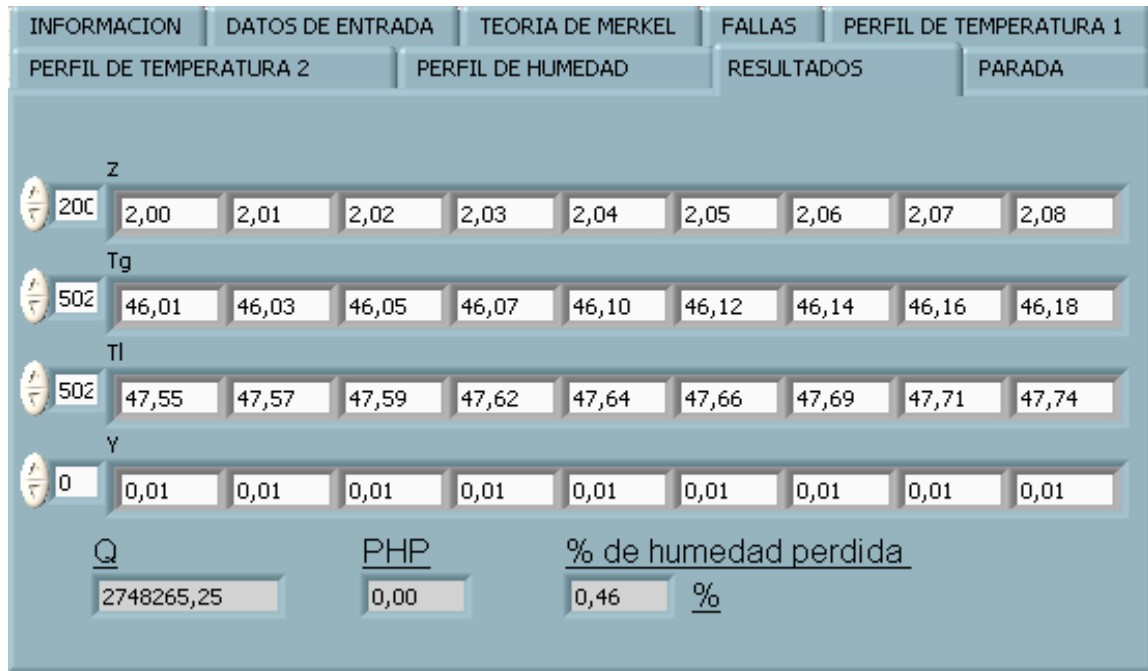 INFORMACION DATOS DE ENTRADA TEORIA DE MERKEL FALLAS PERFIL DE TEMPERATURA 1
PERFIL DE TEMPERATURA 2 PERFIL DE HUMEDAD RESULTADOS PARADA
Z
200 2,00 2,01 2,02 2,03 2,04 2,05 2,06 2,07 2,08
Tg
502 46,01 46,03 46,05 46,07 46,10 46,12 46,14 46,16 46,18
Tl
502 47,55 47,57 47,59 47,62 47,64 47,66 47,69 47,71 47,74
Y
0 0,01 0,01 0,01 0,01 0,01 0,01 0,01 0,01 0,01
Q PHP % de humedad perdida
2748265,25 0,00 0,46 %